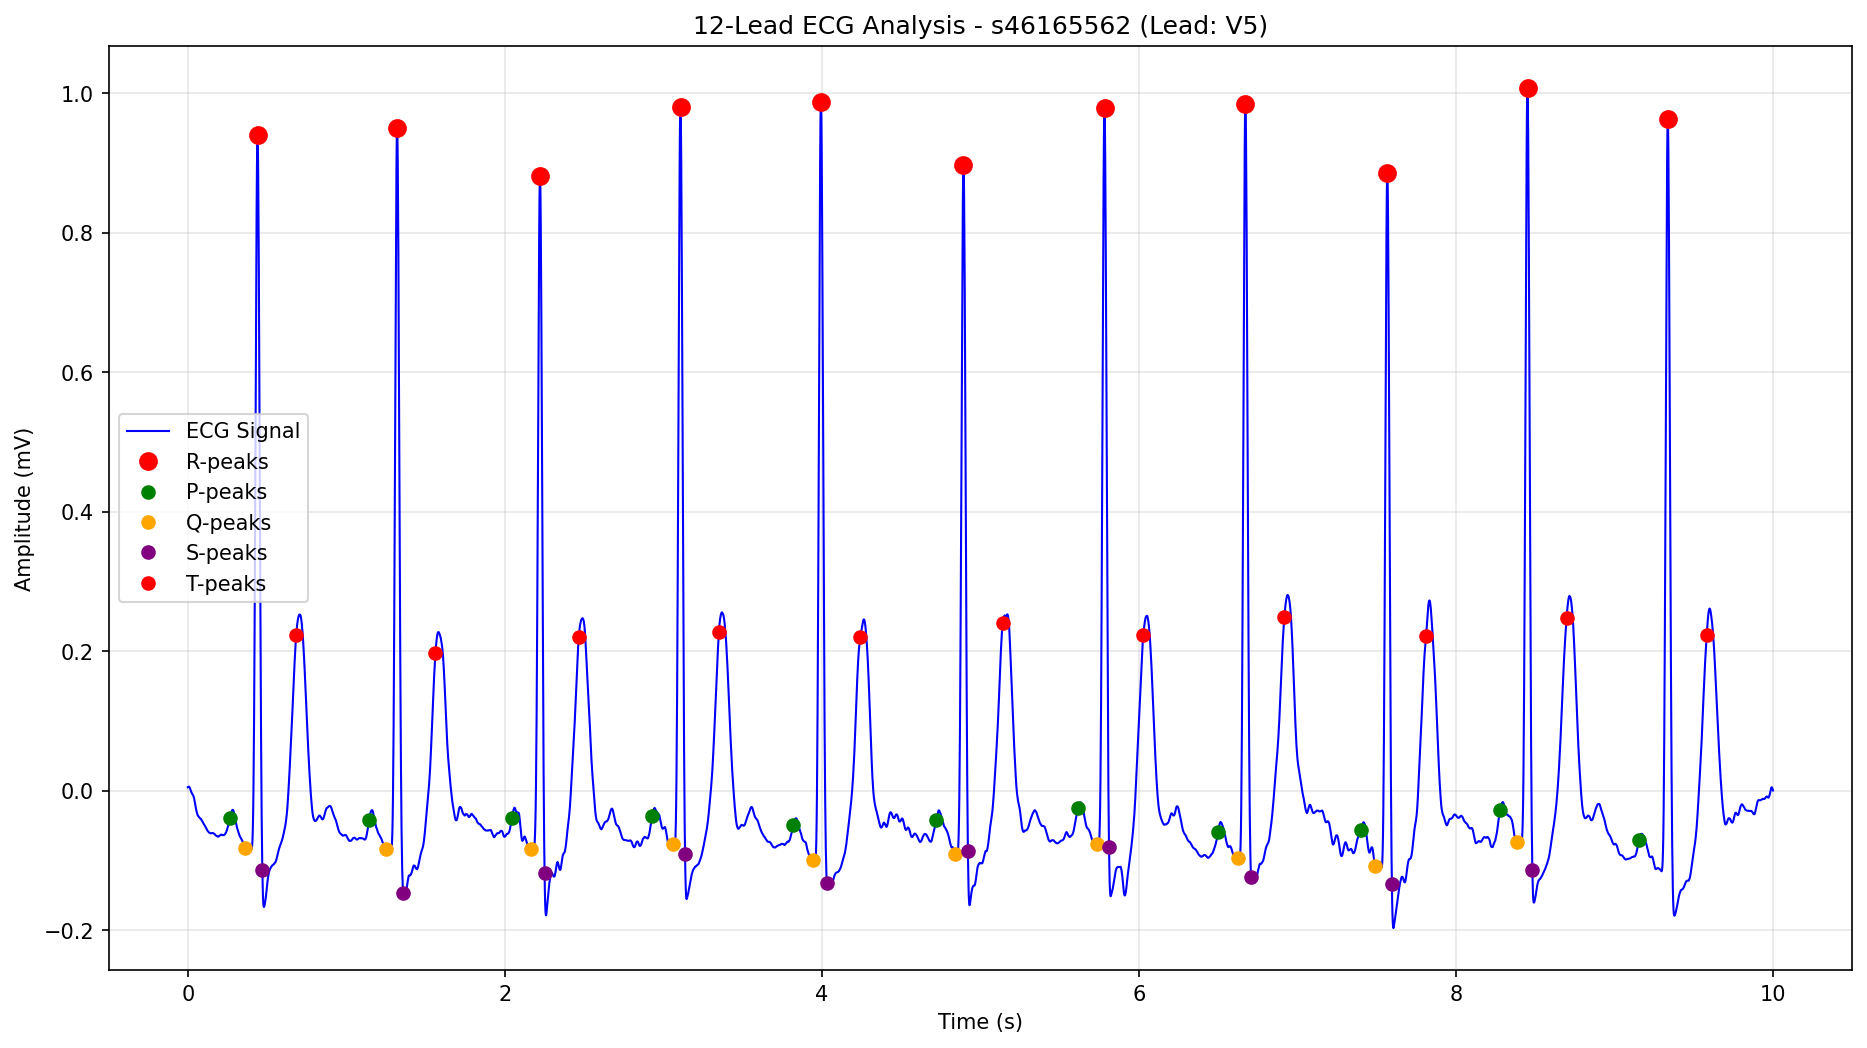 12-Lead ECG Analysis - s46165562 (Lead: V5)
1.0
0.8
0.6
0.4
0.2
0.0
−0.2
Amplitude (mV)
ECG Signal
R-peaks
P-peaks
Q-peaks
S-peaks
T-peaks
0 2 4 6 8 10
Time (s)